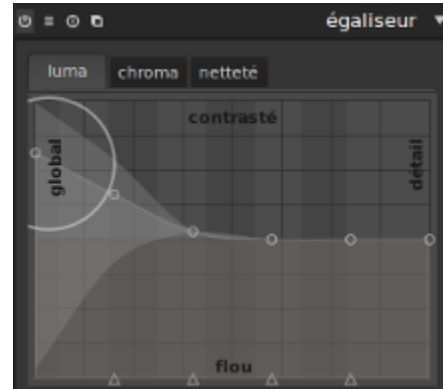 égaliseur
luma chroma netteté
contrasté
global
détail
flou